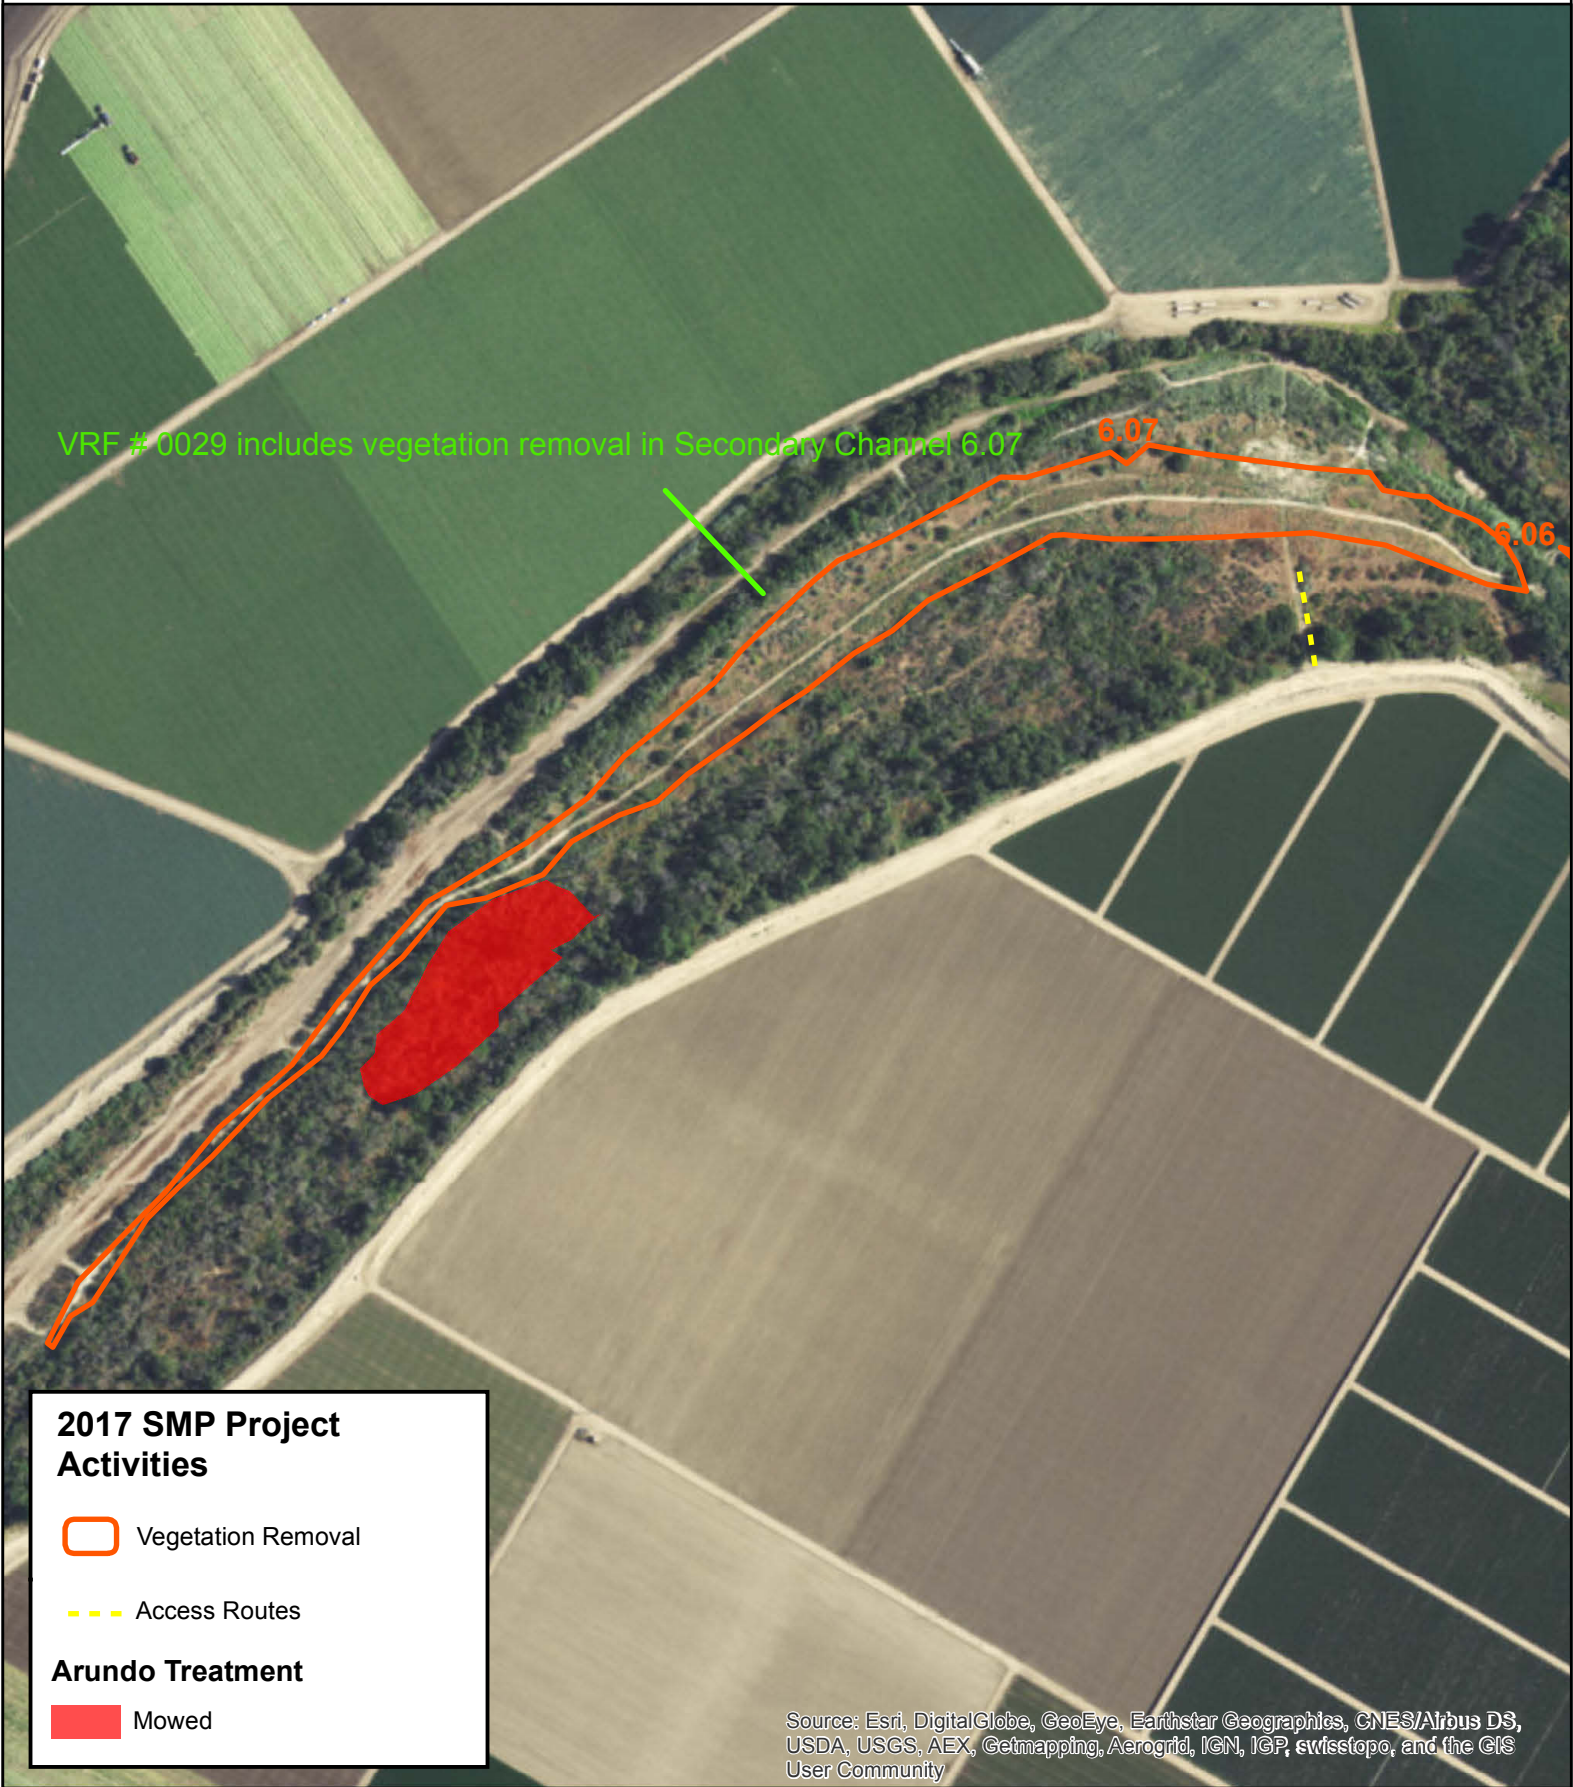 VRF # 0029 includes vegetation removal in Secondary Channel 6.07
6.07
6.06
2017 SMP Project
Activities
Vegetation Removal
Access Routes
Arundo Treatment
Mowed
Source: Esri, DigitalGlobe, GeoEye, Earthstar Geographics, CNES/Airbus DS,
USDA, USGS, AEX, Getmapping, Aerogrid, IGN, IGP, swisstopo, and the GIS
User Community